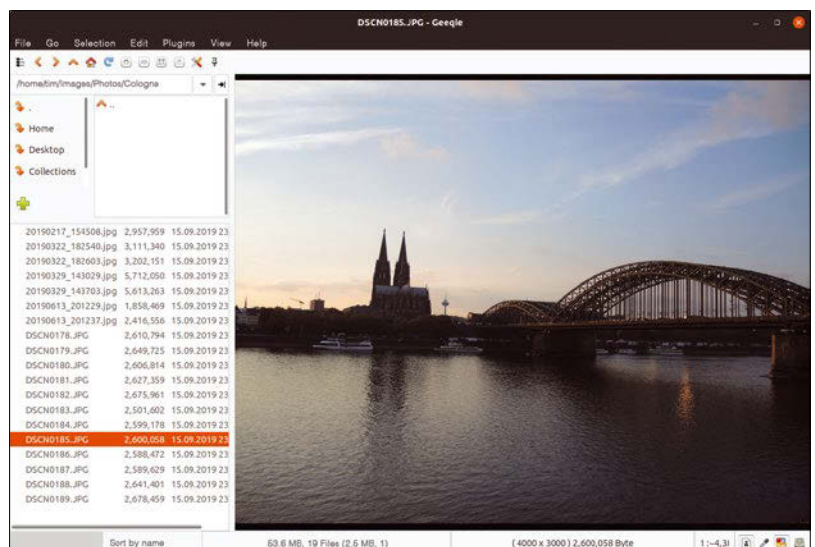 DSCN0185.JPG - Geeqie
File Go Selection Edit Plugins View Help
/home/tim/Images/Photos/Cologne
.
..
Home
Desktop
Collections
20190217_154508.jpg 2,957,959 15.09.2019 23
20190322_182540.jpg 3,111,340 15.09.2019 23
20190322_182603.jpg 3,202,151 15.09.2019 23
20190329_143029.jpg 5,712,050 15.09.2019 23
20190329_143703.jpg 5,613,263 15.09.2019 23
20190613_201229.jpg 1,858,469 15.09.2019 23
20190613_201237.jpg 2,416,556 15.09.2019 23
DSCN0178.JPG 2,610,794 15.09.2019 23
DSCN0179.JPG 2,649,725 15.09.2019 23
DSCN0180.JPG 2,606,814 15.09.2019 23
DSCN0181.JPG 2,627,359 15.09.2019 23
DSCN0182.JPG 2,675,961 15.09.2019 23
DSCN0183.JPG 2,501,602 15.09.2019 23
DSCN0184.JPG 2,599,178 15.09.2019 23
DSCN0185.JPG 2,600,058 15.09.2019 23
DSCN0186.JPG 2,588,472 15.09.2019 23
DSCN0187.JPG 2,589,629 15.09.2019 23
DSCN0188.JPG 2,641,401 15.09.2019 23
DSCN0189.JPG 2,678,459 15.09.2019 23
Sort by name 53.6 MB, 19 Files (2.5 MB, 1) ( 4000 x 3000 ) 2,600,058 Byte